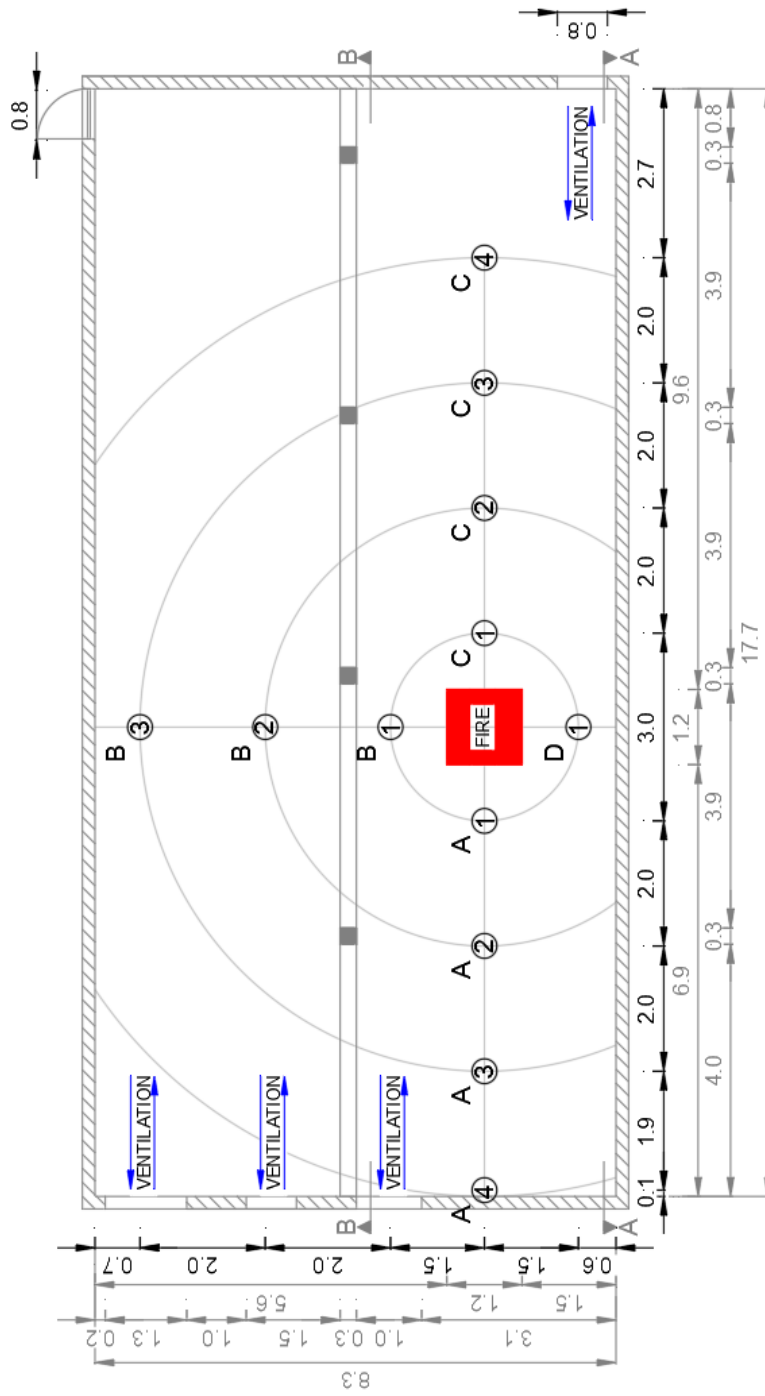 0.8
0.8
B
A
VENTILATION
C 4
C 3
C 2
C 1
B 3
B 2
B 1
FIRE
D 1
A 1
A 2
A 3
A 4
VENTILATION
VENTILATION
VENTILATION
B
A
2.7
2.0
2.0
2.0
3.0
2.0
2.0
1.9
0.1
9.6
1.2
6.9
0.8
0.3
3.9
0.3
3.9
0.3
3.9
0.3
4.0
17.7
0.7
2.0
2.0
1.5
1.5
0.6
5.6
1.2
1.5
0.2
1.3
1.0
1.5
0.3
1.0
3.1
8.3